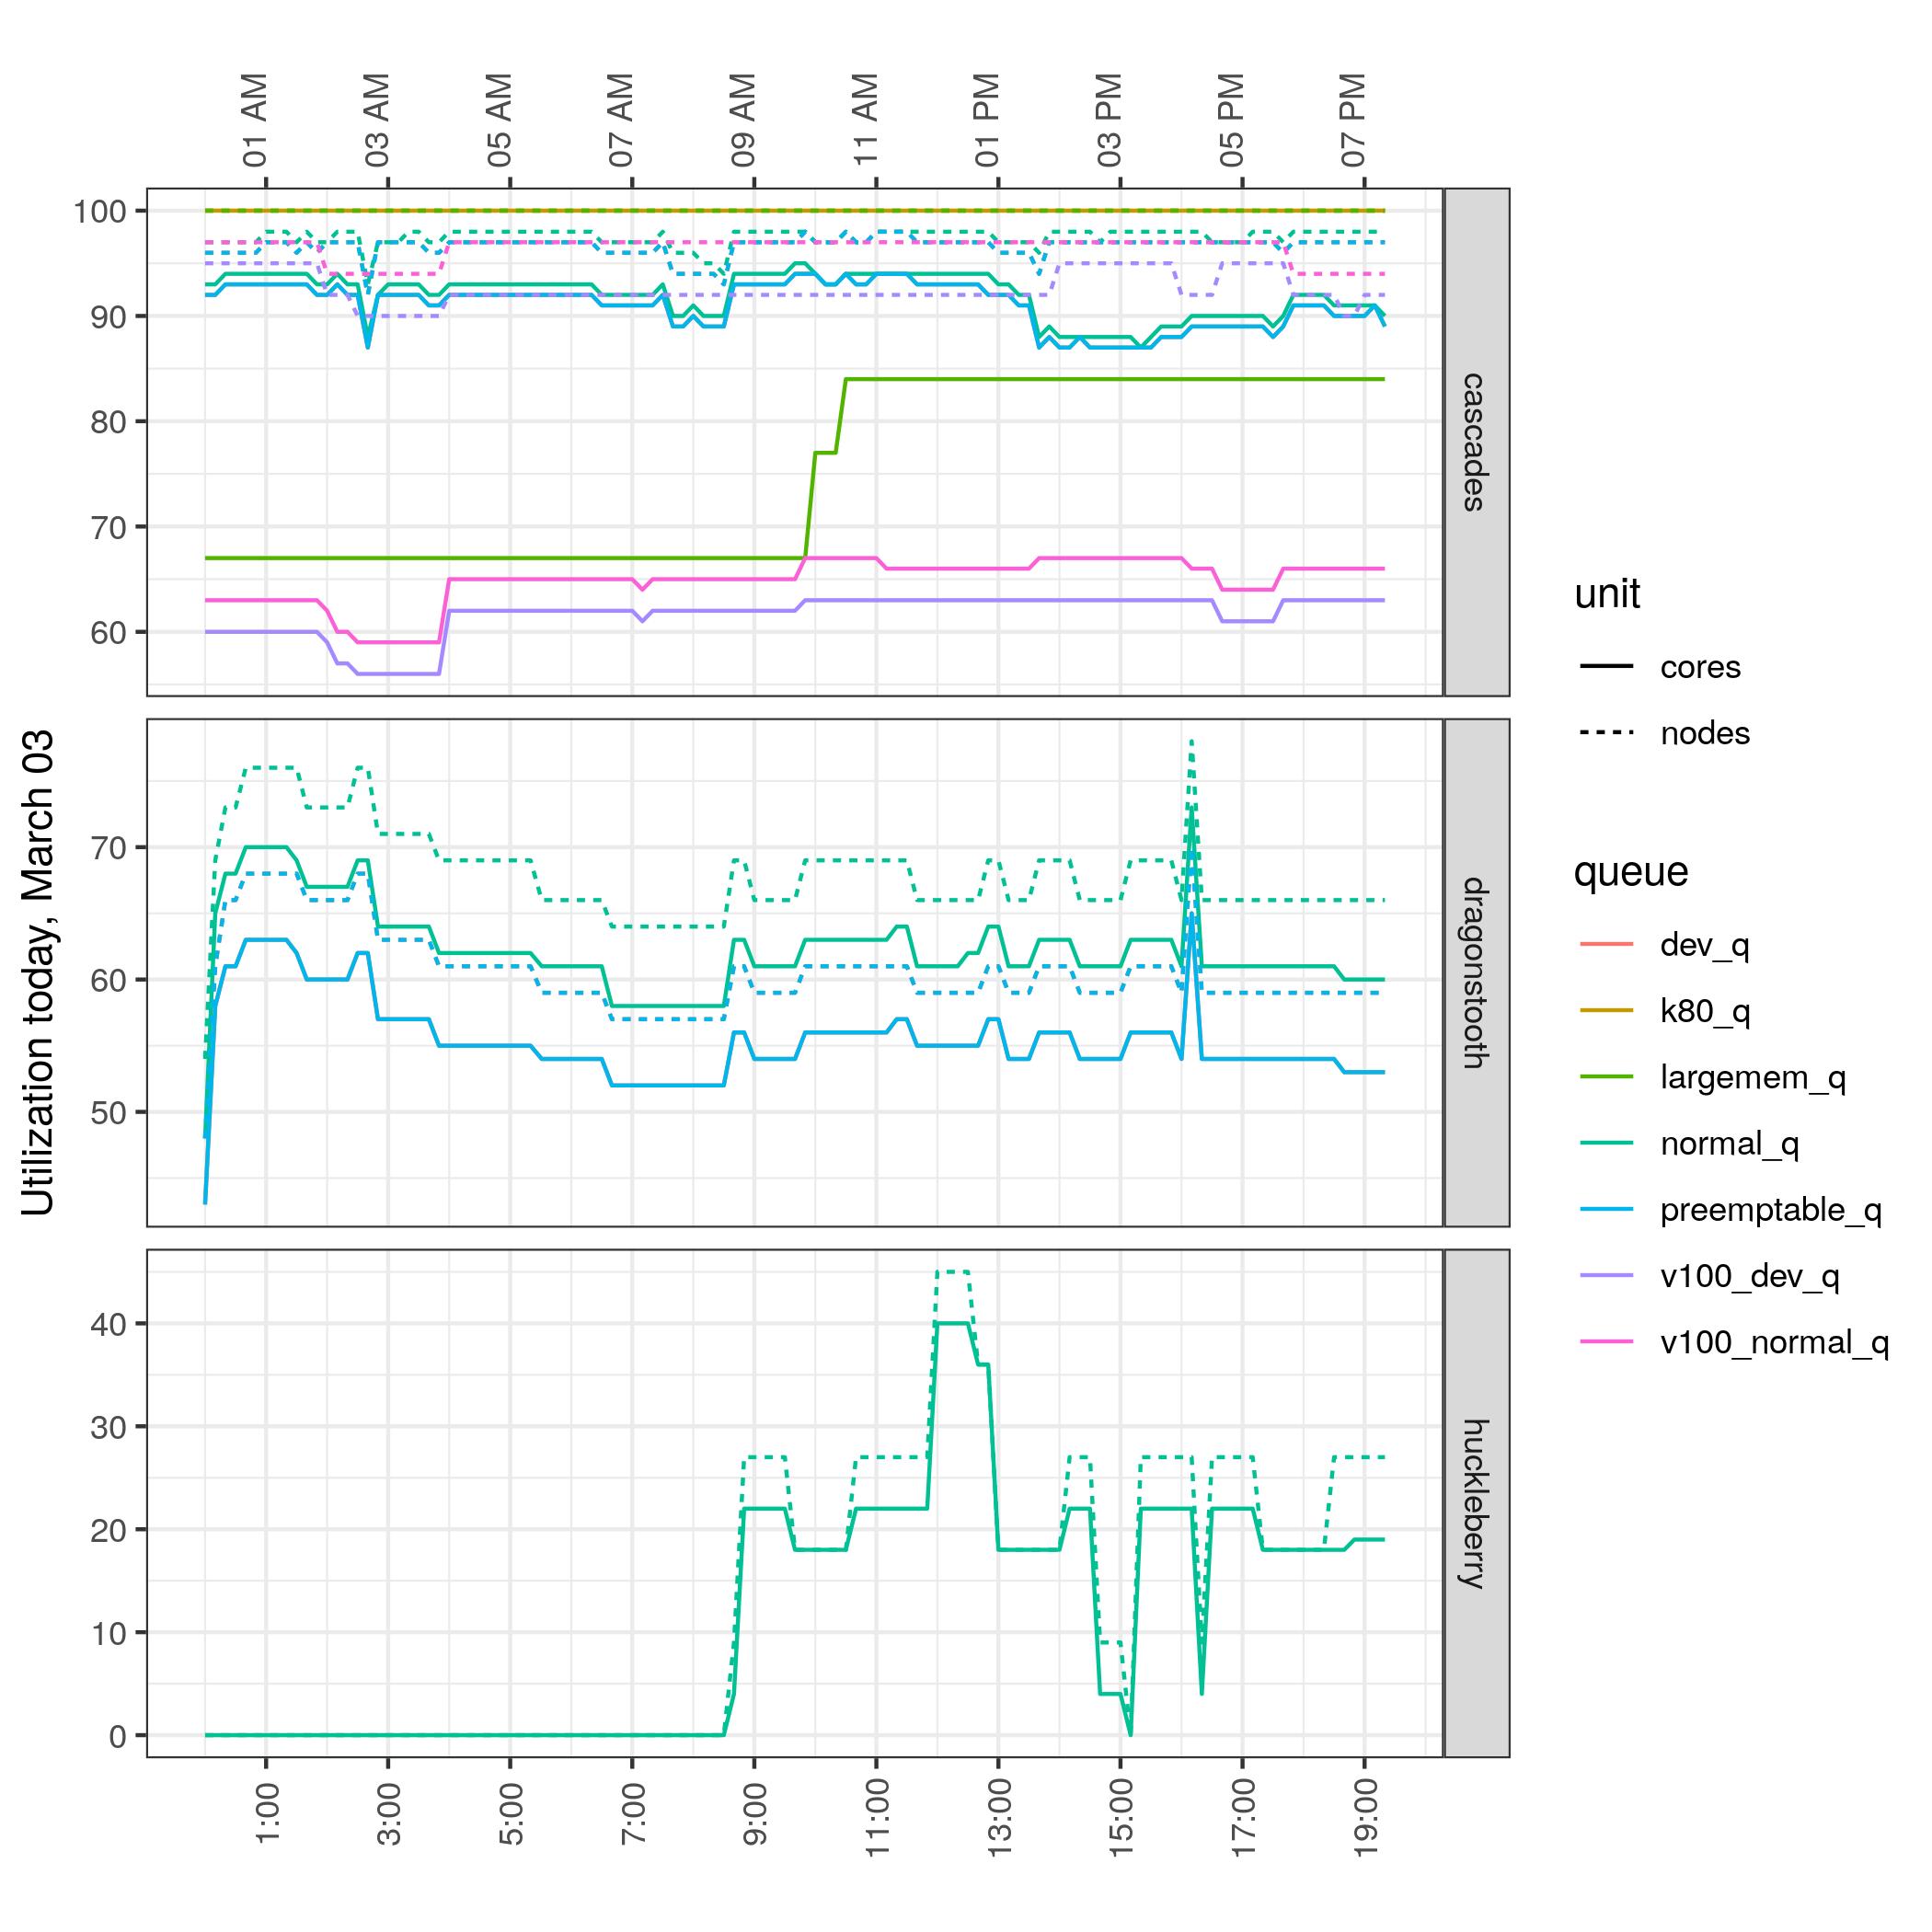 01 AM
03 AM
05 AM
07 AM
09 AM
11 AM
01 PM
03 PM
05 PM
07 PM
Utilization today, March 03
100
90
80
70
60
cascades
70
60
50
dragonstooth
40
30
20
10
0
huckleberry
1:00
3:00
5:00
7:00
9:00
11:00
13:00
15:00
17:00
19:00
unit
cores
nodes
queue
dev_q
k80_q
largemem_q
normal_q
preemptable_q
v100_dev_q
v100_normal_q